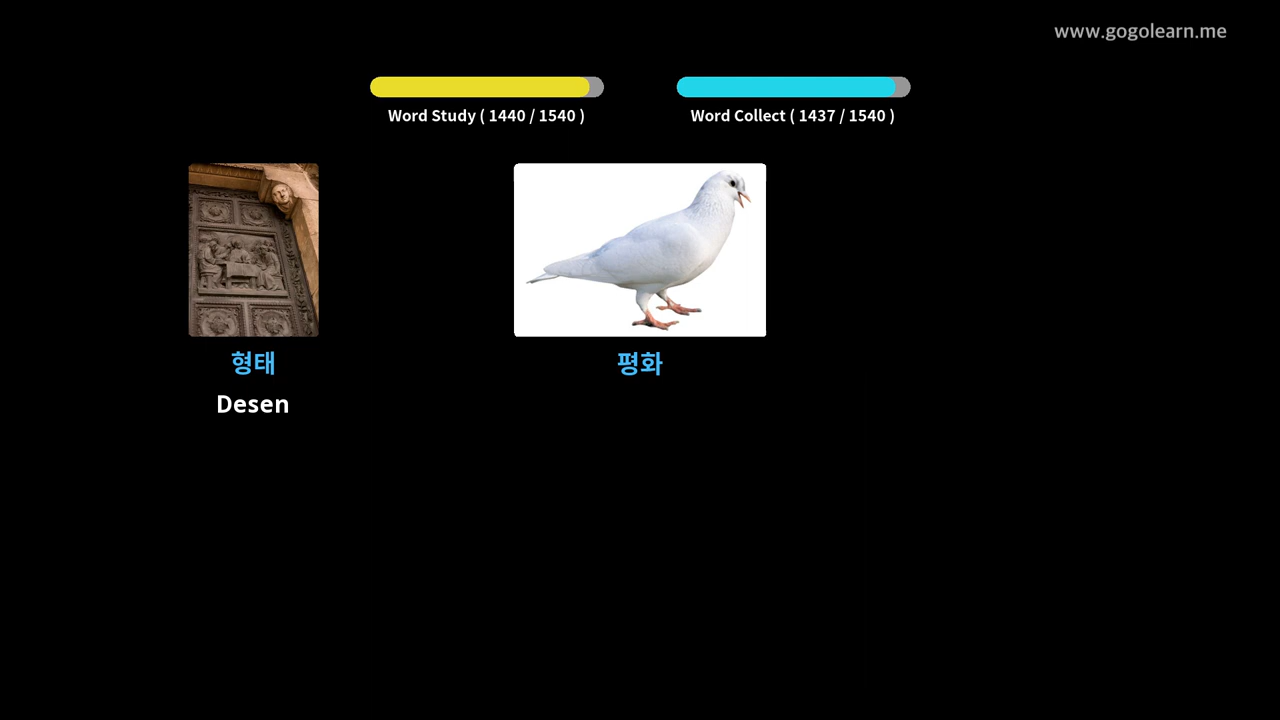 www.gogolearn.me
Word Study ( 1440 / 1540 )
Word Collect ( 1437 / 1540 )
형태
평화
Desen